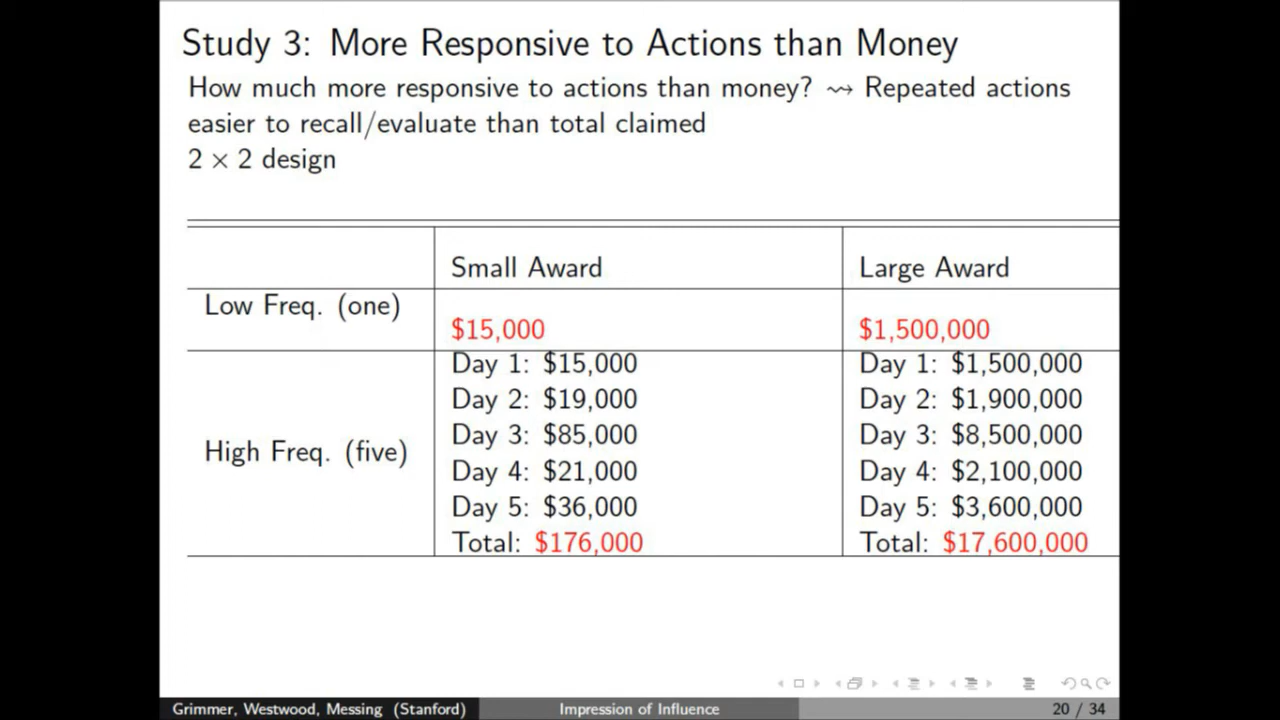 Study 3: More Responsive to Actions than Money
How much more responsive to actions than money? ⇝ Repeated actions
easier to recall/evaluate than total claimed
2 × 2 design
Small Award Large Award
Low Freq. (one)
$15,000 $1,500,000
Day 1: $15,000 Day 1: $1,500,000
Day 2: $19,000 Day 2: $1,900,000
Day 3: $85,000 Day 3: $8,500,000
High Freq. (five)
Day 4: $21,000 Day 4: $2,100,000
Day 5: $36,000 Day 5: $3,600,000
Total: $176,000 Total: $17,600,000
Grimmer, Westwood, Messing (Stanford) Impression of Influence 20 / 34